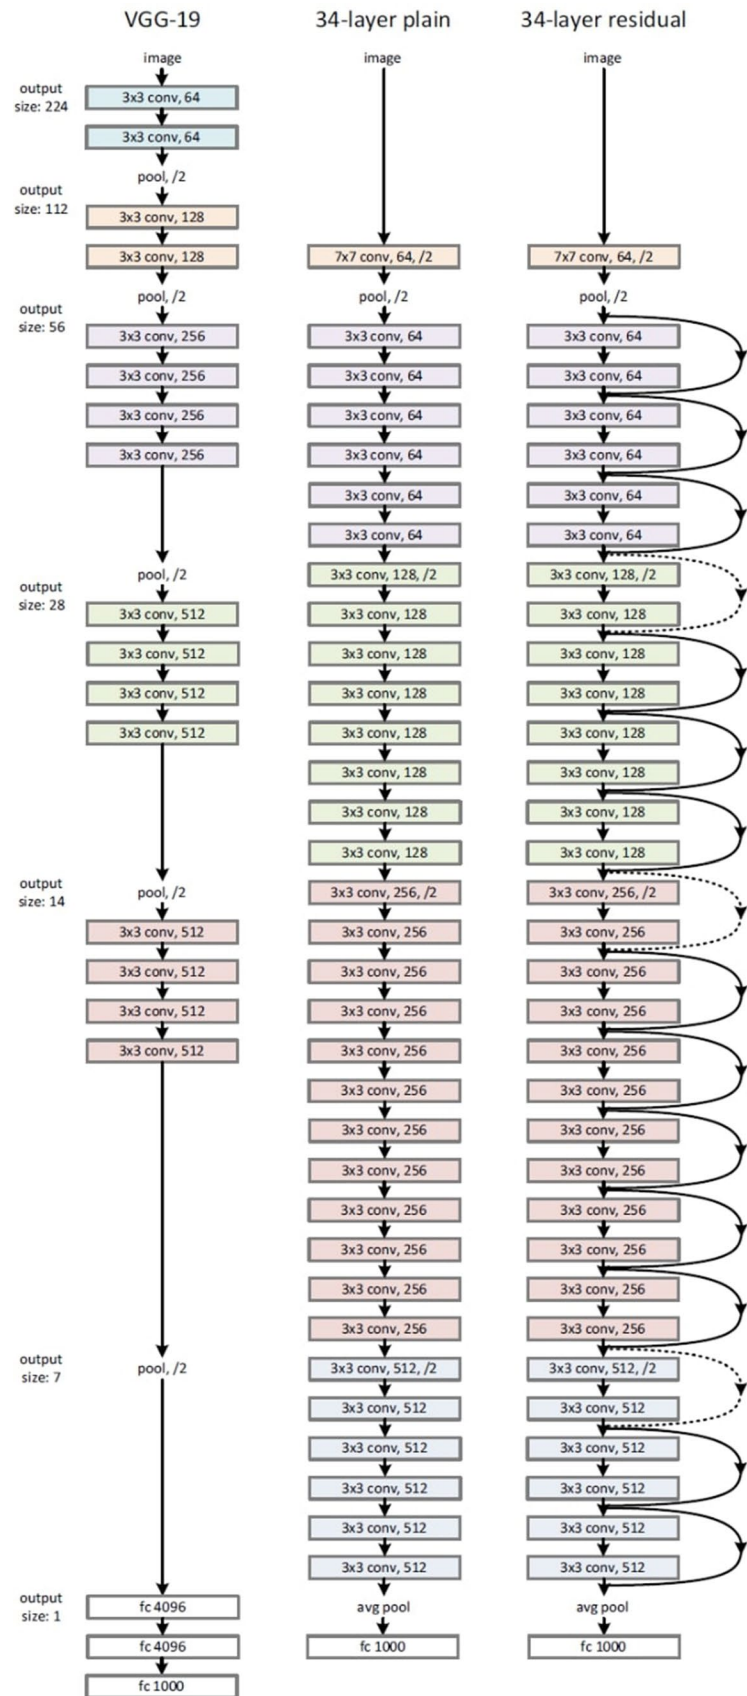 output
size: 224
output
size: 112
output
size: 56
output
size: 28
output
size: 14
output
size: 7
output
size: 1
VGG-19
image
3x3 conv, 64
3x3 conv, 64
pool, /2
3x3 conv, 128
3x3 conv, 128
pool, /2
3x3 conv, 256
3x3 conv, 256
3x3 conv, 256
3x3 conv, 256
pool, /2
3x3 conv, 512
3x3 conv, 512
3x3 conv, 512
3x3 conv, 512
pool, /2
3x3 conv, 512
3x3 conv, 512
3x3 conv, 512
3x3 conv, 512
pool, /2
fc 4096
fc 4096
fc 1000
34-layer plain
image
7x7 conv, 64, /2
pool, /2
3x3 conv, 64
3x3 conv, 64
3x3 conv, 64
3x3 conv, 64
3x3 conv, 64
3x3 conv, 64
3x3 conv, 128, /2
3x3 conv, 128
3x3 conv, 128
3x3 conv, 128
3x3 conv, 128
3x3 conv, 128
3x3 conv, 128
3x3 conv, 128
3x3 conv, 256, /2
3x3 conv, 256
3x3 conv, 256
3x3 conv, 256
3x3 conv, 256
3x3 conv, 256
3x3 conv, 256
3x3 conv, 256
3x3 conv, 256
3x3 conv, 256
3x3 conv, 256
3x3 conv, 256
3x3 conv, 512, /2
3x3 conv, 512
3x3 conv, 512
3x3 conv, 512
3x3 conv, 512
3x3 conv, 512
avg pool
fc 1000
34-layer residual
image
7x7 conv, 64, /2
pool, /2
3x3 conv, 64
3x3 conv, 64
3x3 conv, 64
3x3 conv, 64
3x3 conv, 64
3x3 conv, 64
3x3 conv, 128, /2
3x3 conv, 128
3x3 conv, 128
3x3 conv, 128
3x3 conv, 128
3x3 conv, 128
3x3 conv, 128
3x3 conv, 128
3x3 conv, 256, /2
3x3 conv, 256
3x3 conv, 256
3x3 conv, 256
3x3 conv, 256
3x3 conv, 256
3x3 conv, 256
3x3 conv, 256
3x3 conv, 256
3x3 conv, 256
3x3 conv, 256
3x3 conv, 256
3x3 conv, 512, /2
3x3 conv, 512
3x3 conv, 512
3x3 conv, 512
3x3 conv, 512
3x3 conv, 512
avg pool
fc 1000